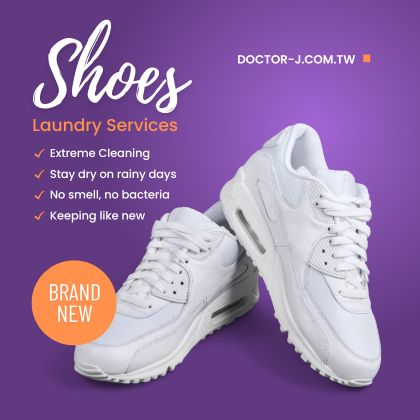 Shoes
DOCTOR-J.COM.TW
Laundry Services
Extreme Cleaning
Stay dry on rainy days
No smell, no bacteria
Keeping like new
BRAND
NEW